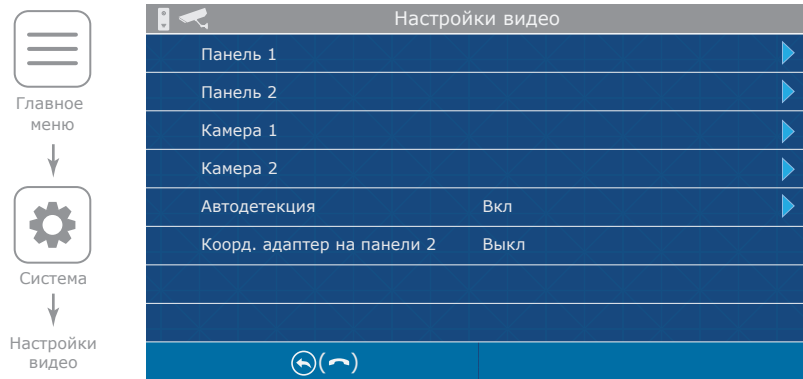 Главное
меню
Система
Настройки
видео
Настройки видео
Панель 1
Панель 2
Камера 1
Камера 2
Автодетекция Вкл
Коорд. адаптер на панели 2 Выкл
( )